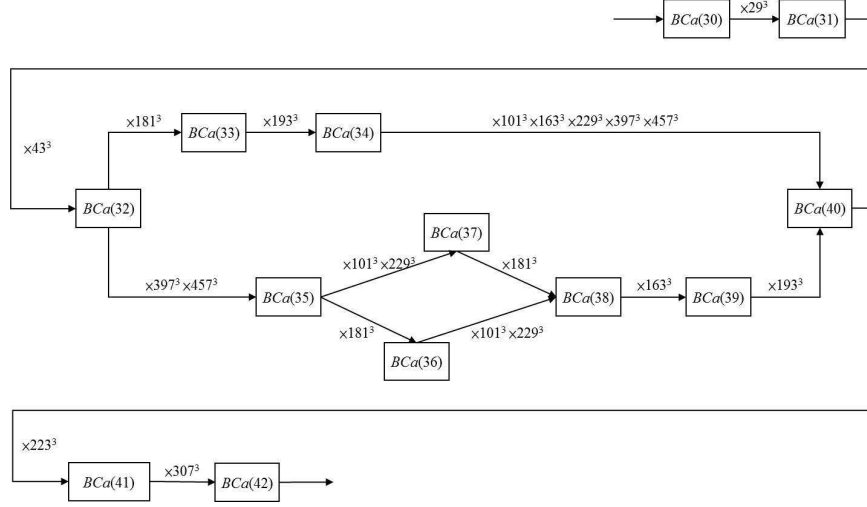 BCa(30) ×29³ BCa(31)
×181³ BCa(33) ×193³ BCa(34) ×101³ ×163³ ×229³ ×397³ ×457³
×43³
BCa(32) BCa(40)
BCa(37)
×101³ ×229³ ×181³
×397³ ×457³ BCa(35) BCa(38) ×163³ BCa(39) ×193³
×181³ ×101³ ×229³
BCa(36)
×223³
BCa(41) ×307³ BCa(42)